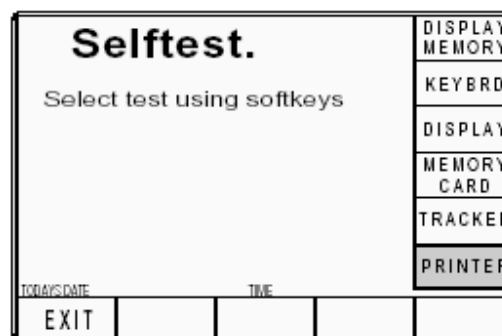 Selftest.
Select test using softkeys
DISPLAY
MEMORY
KEYBRD
DISPLAY
MEMORY
CARD
TRACKER
PRINTER
TODAYS DATE TIME
EXIT